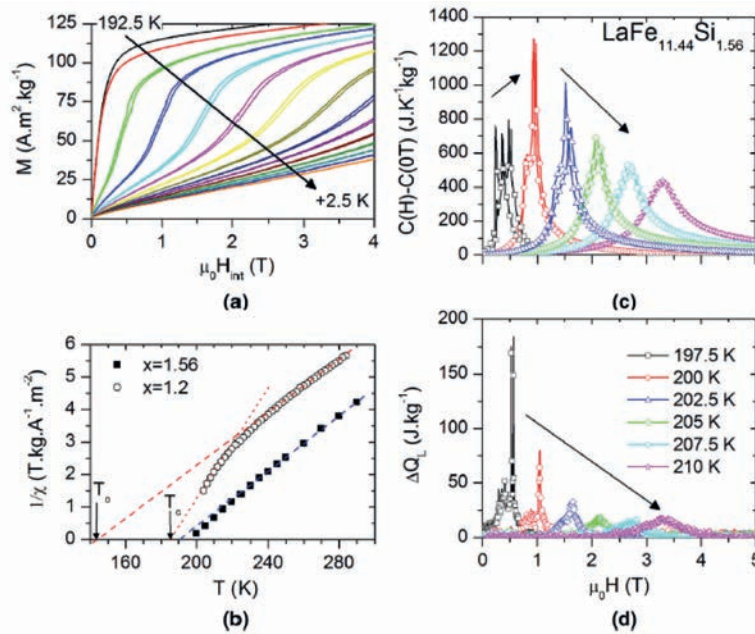 192.5 K
+2.5 K
M (A.m².kg⁻¹)
125
100
75
50
25
0
0 1 2 3 4
μ₀H_int (T)
(a)
LaFe₁₁.₄₄Si₁.₅₆
C(H)-C(0T) (J.K⁻¹kg⁻¹)
1400
1200
1000
800
600
400
200
0
(c)
x=1.56
x=1.2
1/χ (T.kg.A⁻¹.m⁻²)
6
5
4
3
2
1
0
T₀
T₀
160 200 240 280
T (K)
(b)
197.5 K
200 K
202.5 K
205 K
207.5 K
210 K
ΔQ_L (J.kg⁻¹)
200
150
100
50
0
0 1 2 3 4 5
μ₀H (T)
(d)